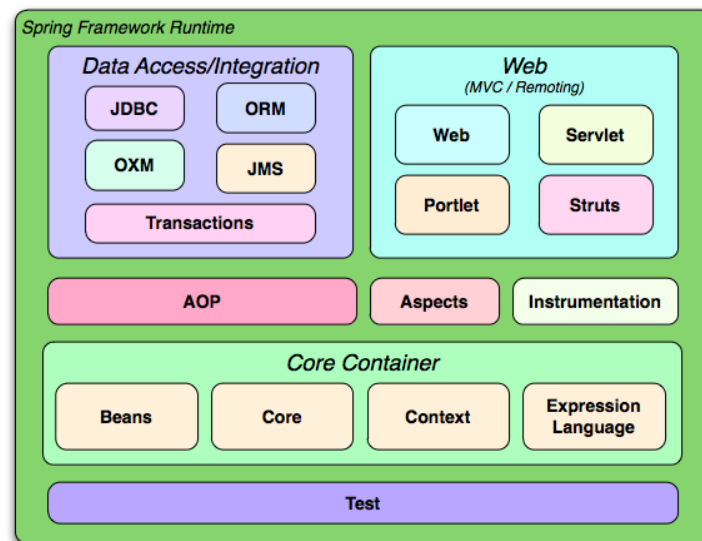 Spring Framework Runtime
Data Access/Integration
JDBC
ORM
OXM
JMS
Transactions
Web
(MVC / Remoting)
Web
Servlet
Portlet
Struts
AOP
Aspects
Instrumentation
Core Container
Beans
Core
Context
Expression
Language
Test